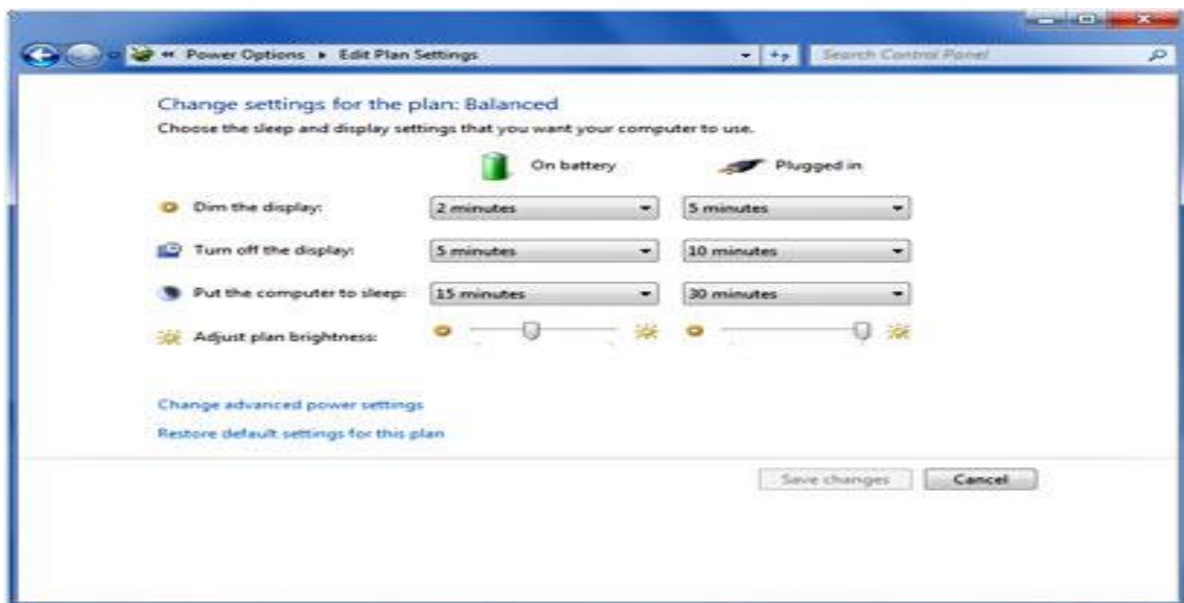 Power Options ▸ Edit Plan Settings
Search Control Panel
Change settings for the plan: Balanced
Choose the sleep and display settings that you want your computer to use.
On battery Plugged in
Dim the display: 2 minutes 5 minutes
Turn off the display: 5 minutes 10 minutes
Put the computer to sleep: 15 minutes 30 minutes
Adjust plan brightness:
Change advanced power settings
Restore default settings for this plan
Save changes Cancel